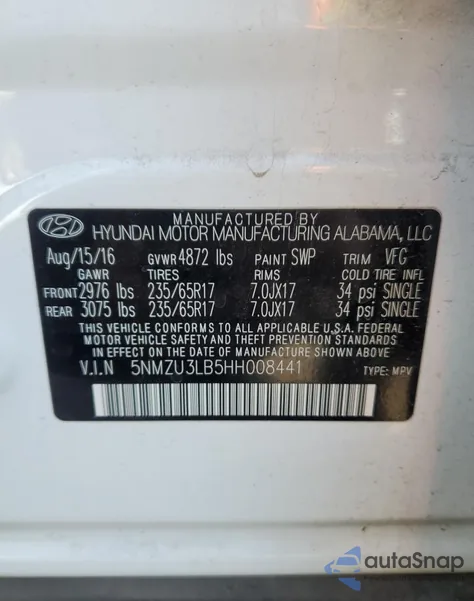 MANUFACTURED BY
HYUNDAI MOTOR MANUFACTURING ALABAMA, LLC
Aug/15/16 GVWR 4872 lbs PAINT SWP TRIM VFG
GAWR TIRES RIMS COLD TIRE INFL
FRONT 2976 lbs 235/65R17 7.0JX17 34 psi SINGLE
REAR 3075 lbs 235/65R17 7.0JX17 34 psi SINGLE
THIS VEHICLE CONFORMS TO ALL APPLICABLE U.S.A. FEDERAL
MOTOR VEHICLE SAFETY AND THEFT PREVENTION STANDARDS
IN EFFECT ON THE DATE OF MANUFACTURE SHOWN ABOVE.
V.I.N 5NMZU3LB5HH008441 TYPE: MPV
autoSnap